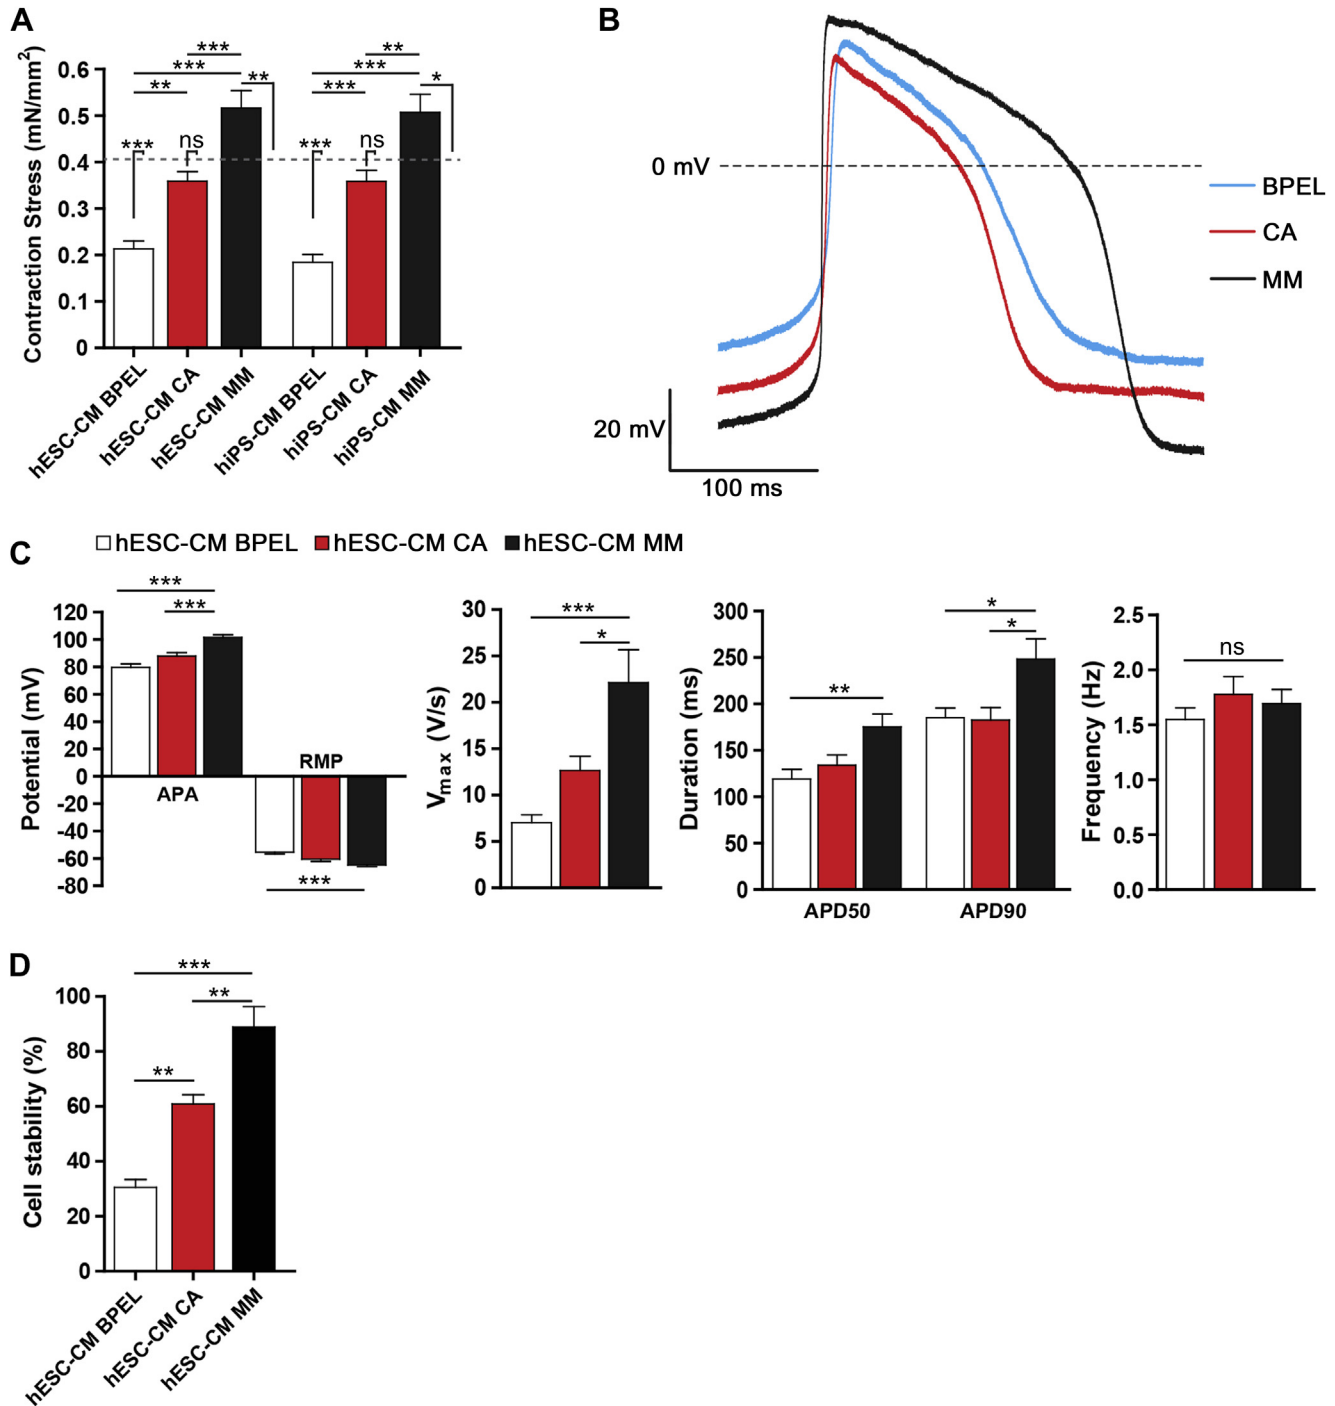 A
***
***
**
***
ns
**
**
***
***
***
ns
*
Contraction Stress (mN/mm2)
0.6
0.5
0.4
0.3
0.2
0.1
0
hESC-CM BPEL
hESC-CM CA
hESC-CM MM
hiPS-CM BPEL
hiPS-CM CA
hiPS-CM MM
B
0 mV
BPEL
CA
MM
20 mV
100 ms
C
hESC-CM BPEL hESC-CM CA hESC-CM MM
***
***
Potential (mV)
120
100
80
60
40
20
0
-20
-40
-60
-80
APA
RMP
***
Vmax (V/s)
30
25
20
15
10
5
0
***
*
Duration (ms)
300
250
200
150
100
50
0
**
*
*
APD50 APD90
Frequency (Hz)
2.5
2.0
1.5
1.0
0.5
0.0
ns
D
***
**
**
Cell stability (%)
100
80
60
40
20
0
hESC-CM BPEL
hESC-CM CA
hESC-CM MM